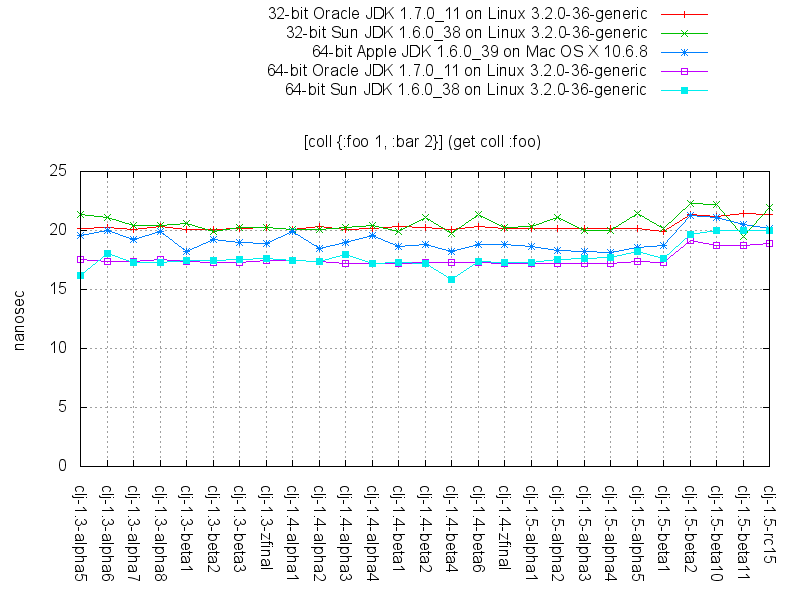 32-bit Oracle JDK 1.7.0_11 on Linux 3.2.0-36-generic
32-bit Sun JDK 1.6.0_38 on Linux 3.2.0-36-generic
64-bit Apple JDK 1.6.0_39 on Mac OS X 10.6.8
64-bit Oracle JDK 1.7.0_11 on Linux 3.2.0-36-generic
64-bit Sun JDK 1.6.0_38 on Linux 3.2.0-36-generic
[coll {:foo 1, :bar 2}] (get coll :foo)
25
20
15
10
5
0
nanosec
clj-1.3-alpha5
clj-1.3-alpha6
clj-1.3-alpha7
clj-1.3-alpha8
clj-1.3-beta1
clj-1.3-beta2
clj-1.3-beta3
clj-1.3-zfinal
clj-1.4-alpha1
clj-1.4-alpha2
clj-1.4-alpha3
clj-1.4-alpha4
clj-1.4-beta1
clj-1.4-beta2
clj-1.4-beta4
clj-1.4-beta6
clj-1.4-zfinal
clj-1.5-alpha1
clj-1.5-alpha2
clj-1.5-alpha3
clj-1.5-alpha4
clj-1.5-alpha5
clj-1.5-beta1
clj-1.5-beta2
clj-1.5-beta10
clj-1.5-beta11
clj-1.5-rc15